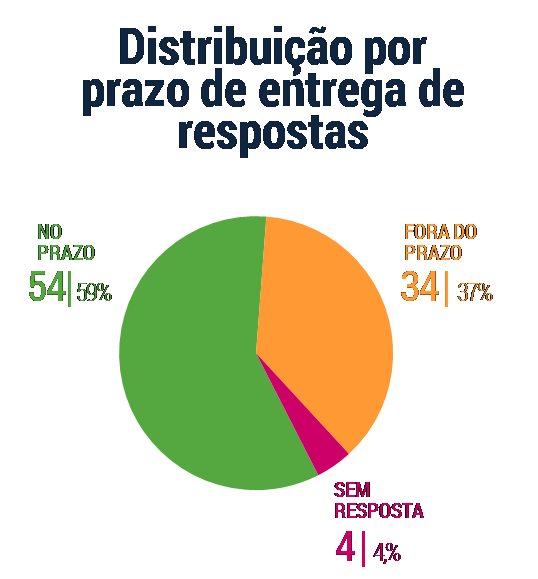 Distribuição por
prazo de entrega de
respostas
NO
PRAZO
54| 59%
FORA DO
PRAZO
34| 37%
SEM
RESPOSTA
4| 4,%